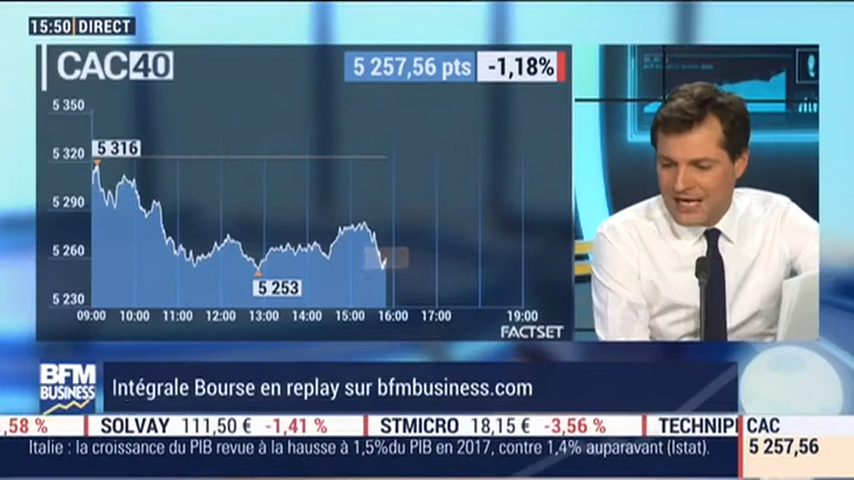 15:50 DIRECT
CAC40
5 257,56 pts -1,18%
5 350
5 320
5 290
5 260
5 230
5 316
5 253
09:00 10:00 11:00 12:00 13:00 14:00 15:00 16:00 17:00 19:00
FACTSET
BFM
BUSINESS
Intégrale Bourse en replay sur bfmbusiness.com
,58 % SOLVAY 111,50 € -1,41 % STMICRO 18,15 € -3,56 % TECHNIP
CAC
5 257,56
Italie : la croissance du PIB revue à la hausse à 1,5% du PIB en 2017, contre 1,4% auparavant (Istat).